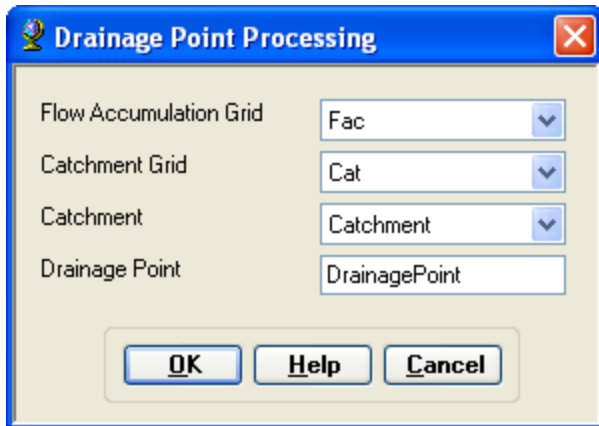 Drainage Point Processing
Flow Accumulation Grid Fac
Catchment Grid Cat
Catchment Catchment
Drainage Point DrainagePoint
OK Help Cancel